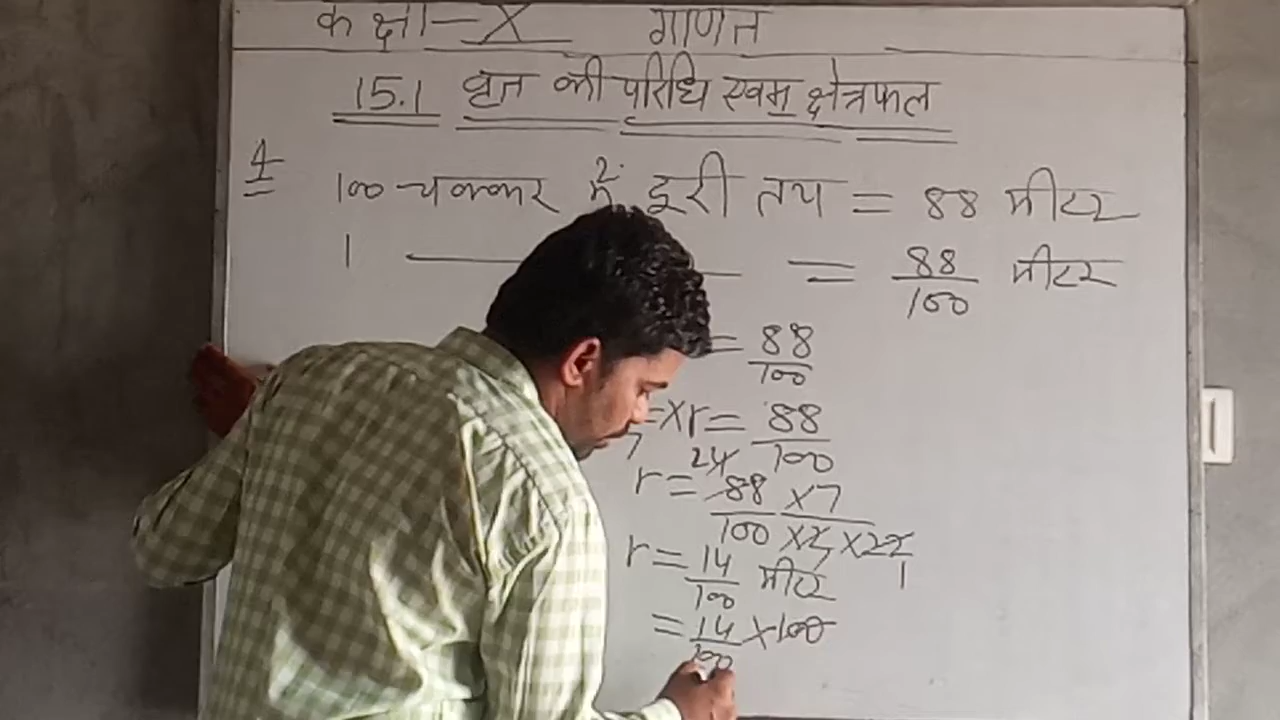 कक्षा - X गणित
15.1 वृत्त की परिधि एवम् क्षेत्रफल
4 100 चक्कर में दूरी तय = 88 मीटर
1 = 88/100 मीटर
= 88/100
7 × r = 88/100
r = 88 × 7 / 100 × 2 × 22
r = 14/100 मीटर
= 14/100 × 100